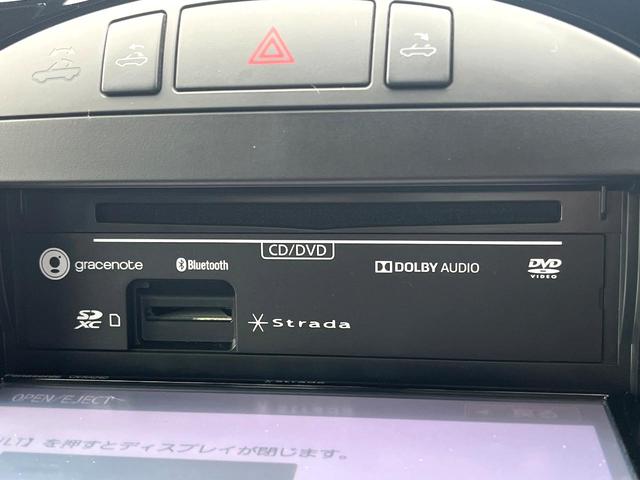 CD/DVD
gracenote
Bluetooth
DOLBY AUDIO
DVD
VIDEO
SD
XC
Strada
strada
OPEN/EJECT
】を押すとディスプレイが閉じます。